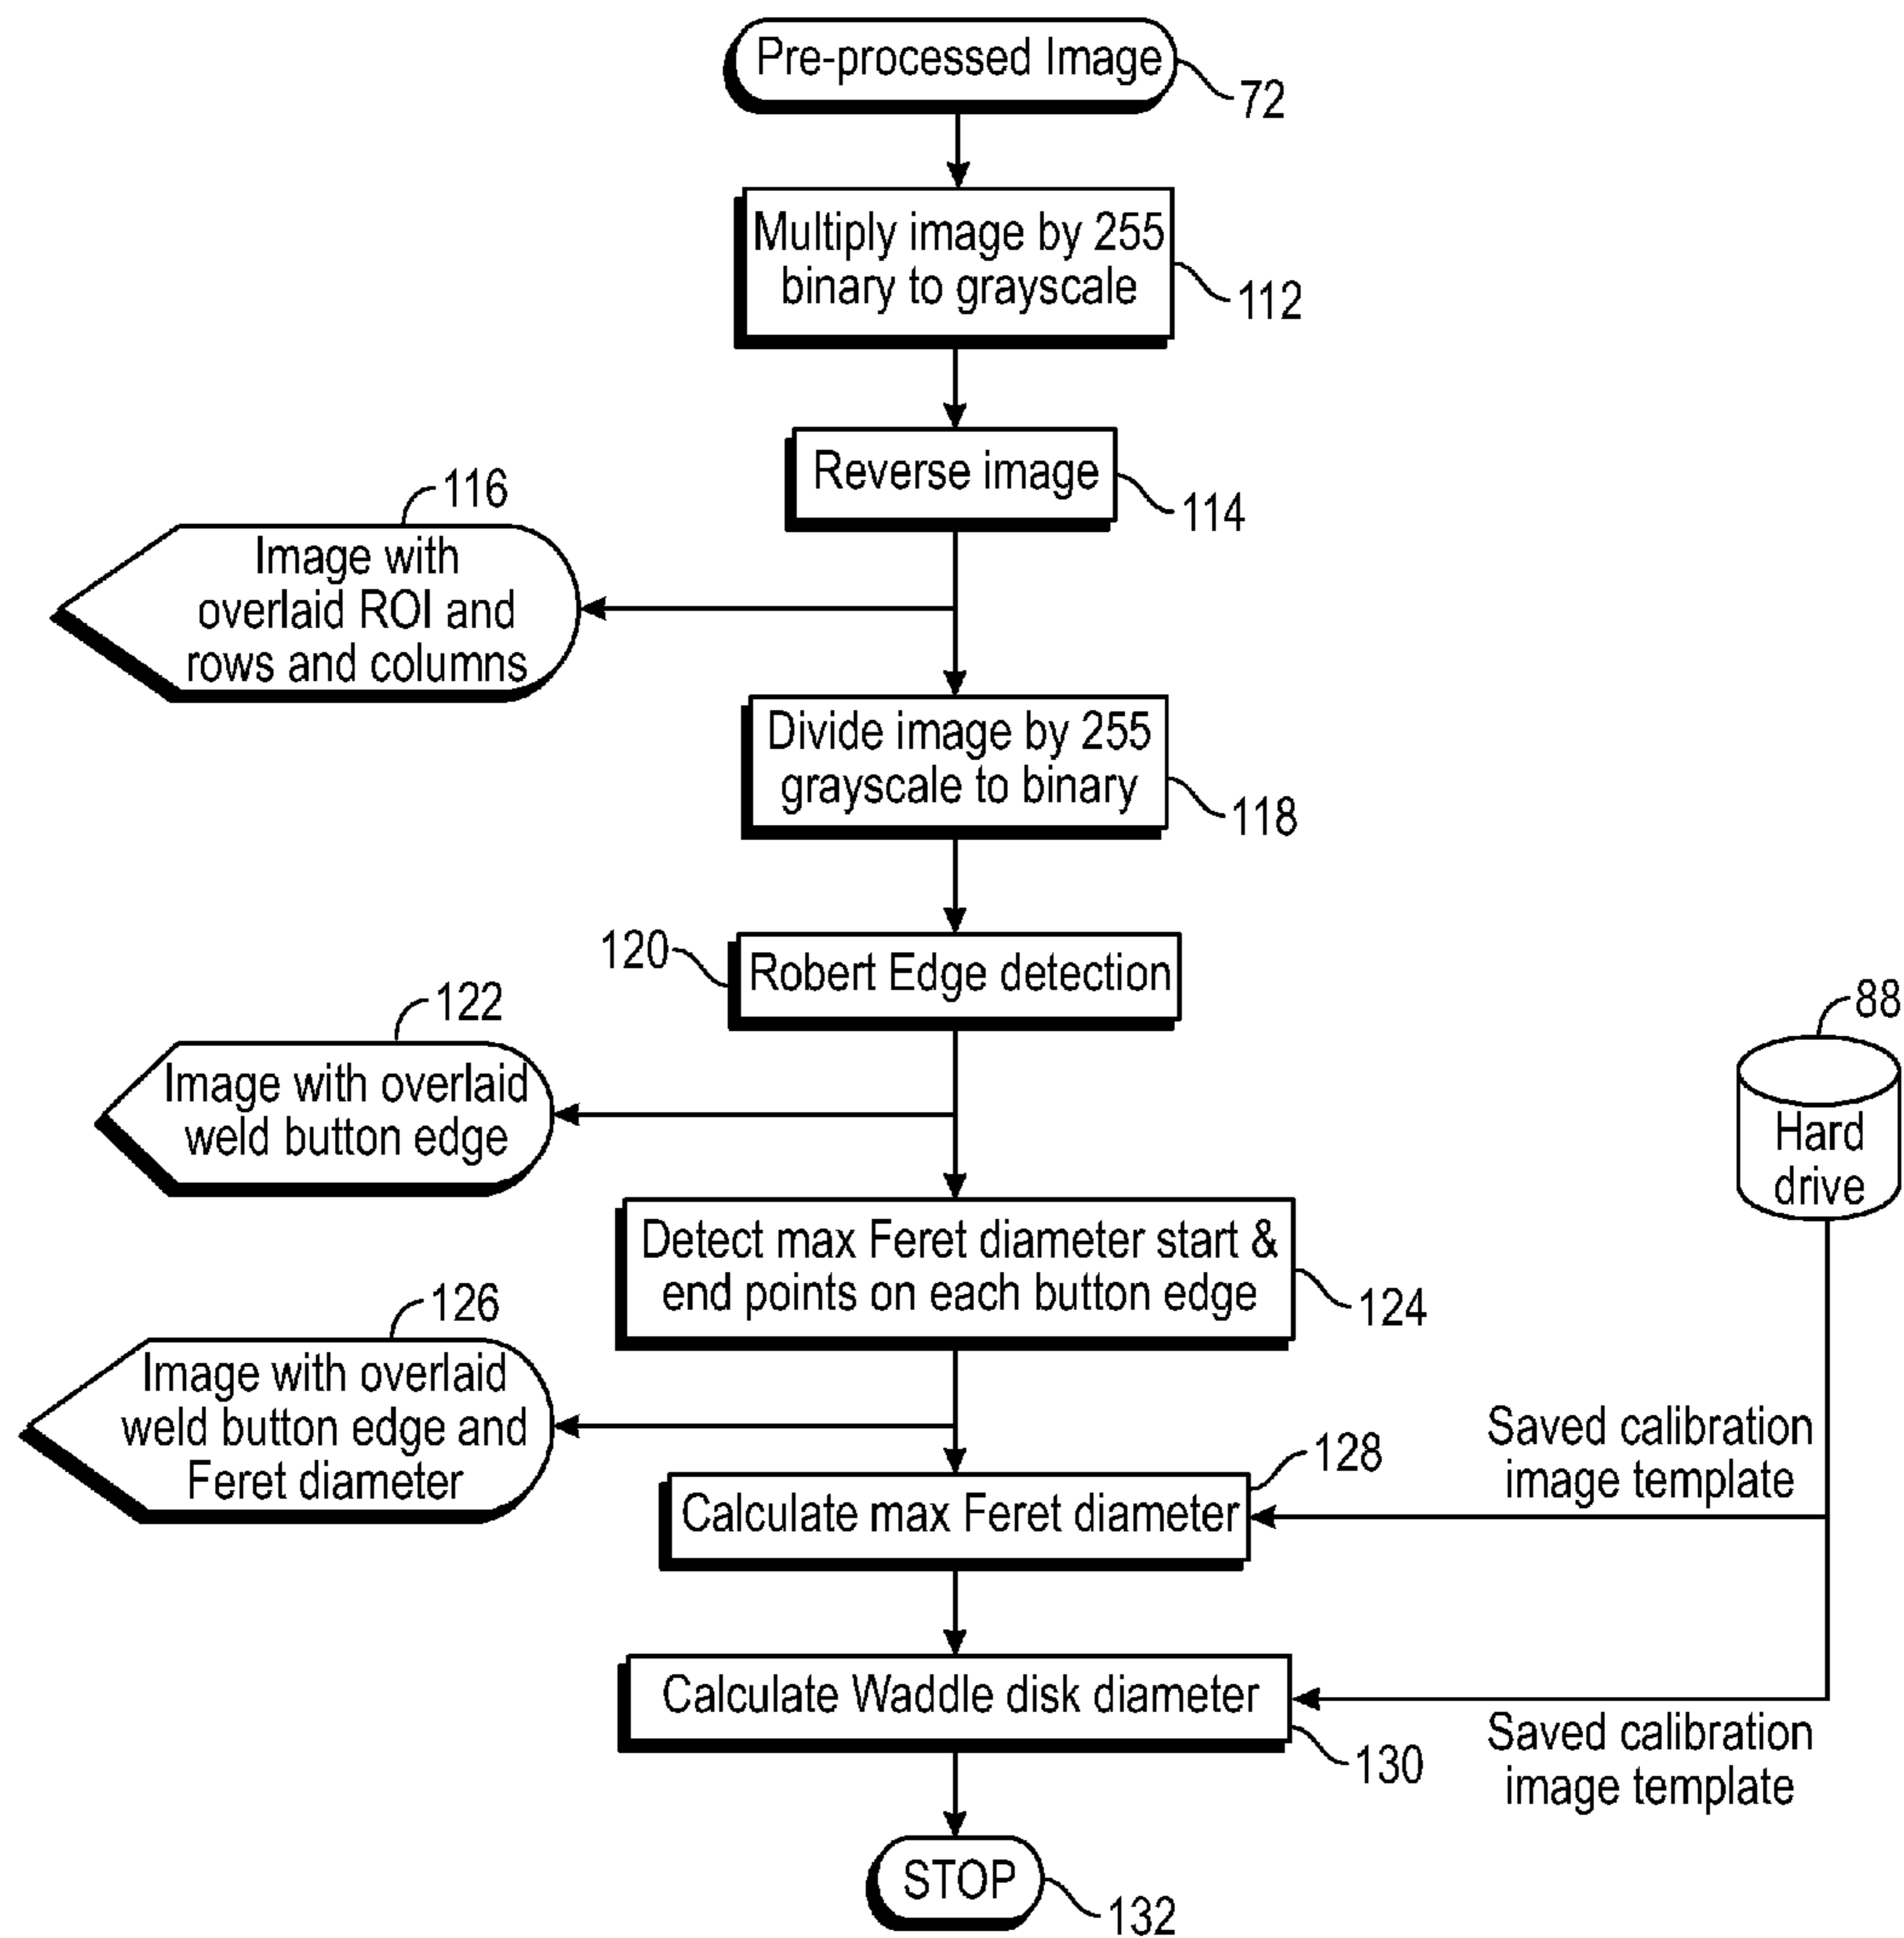 Pre-processed Image
72
Multiply image by 255
binary to grayscale
112
Reverse image
114
116
Image with
overlaid ROI and
rows and columns
Divide image by 255
grayscale to binary
118
120
Robert Edge detection
122
Image with overlaid
weld button edge
88
Hard
drive
Detect max Feret diameter start &
end points on each button edge
124
126
Image with overlaid
weld button edge and
Feret diameter
Saved calibration
image template
128
Calculate max Feret diameter
Calculate Waddle disk diameter
130
Saved calibration
image template
STOP
132